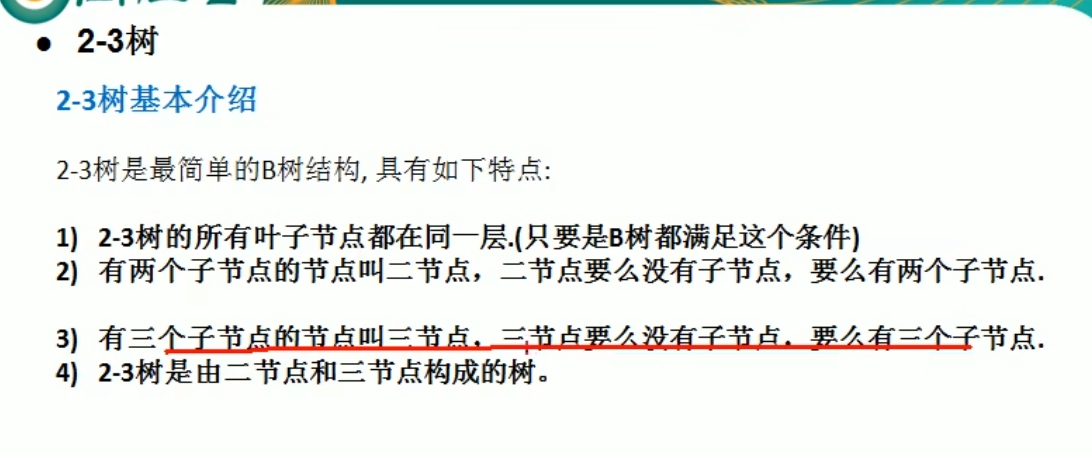 ● 2-3树
2-3树基本介绍
2-3树是最简单的B树结构, 具有如下特点:
1) 2-3树的所有叶子节点都在同一层.(只要是B树都满足这个条件)
2) 有两个子节点的节点叫二节点，二节点要么没有子节点，要么有两个子节点.
3) 有三个子节点的节点叫三节点，三节点要么没有子节点，要么有三个子节点.
4) 2-3树是由二节点和三节点构成的树。